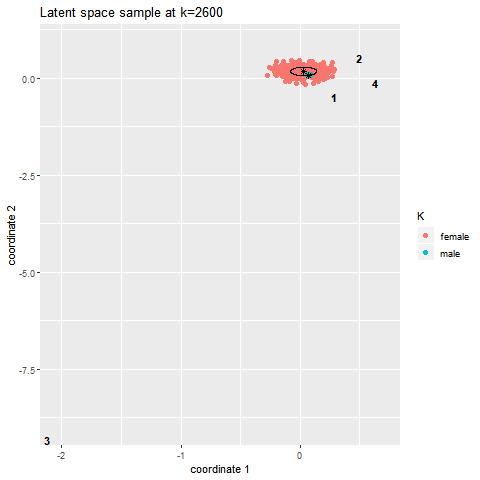 Latent space sample at k=2600
2
4
1
3
0.0
-2.5
-5.0
-7.5
coordinate 2
-2
-1
0
coordinate 1
K
female
male